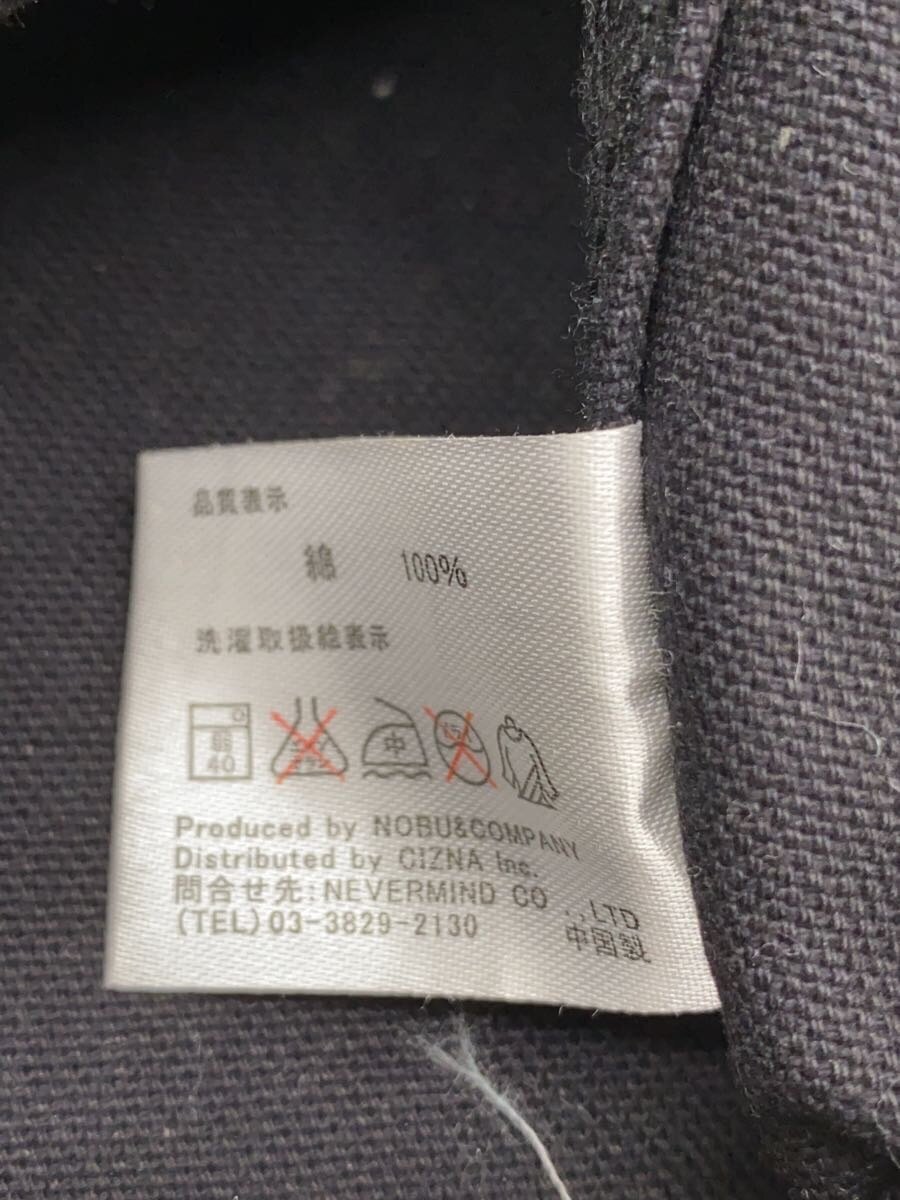 品質表示
綿 100%
洗濯取扱絵表示
弱
40
中
Produced by NOBU&COMPANY
Distributed by CIZNA Inc.
問合せ先:NEVERMIND CO .,LTD
(TEL)03-3829-2130
中国製